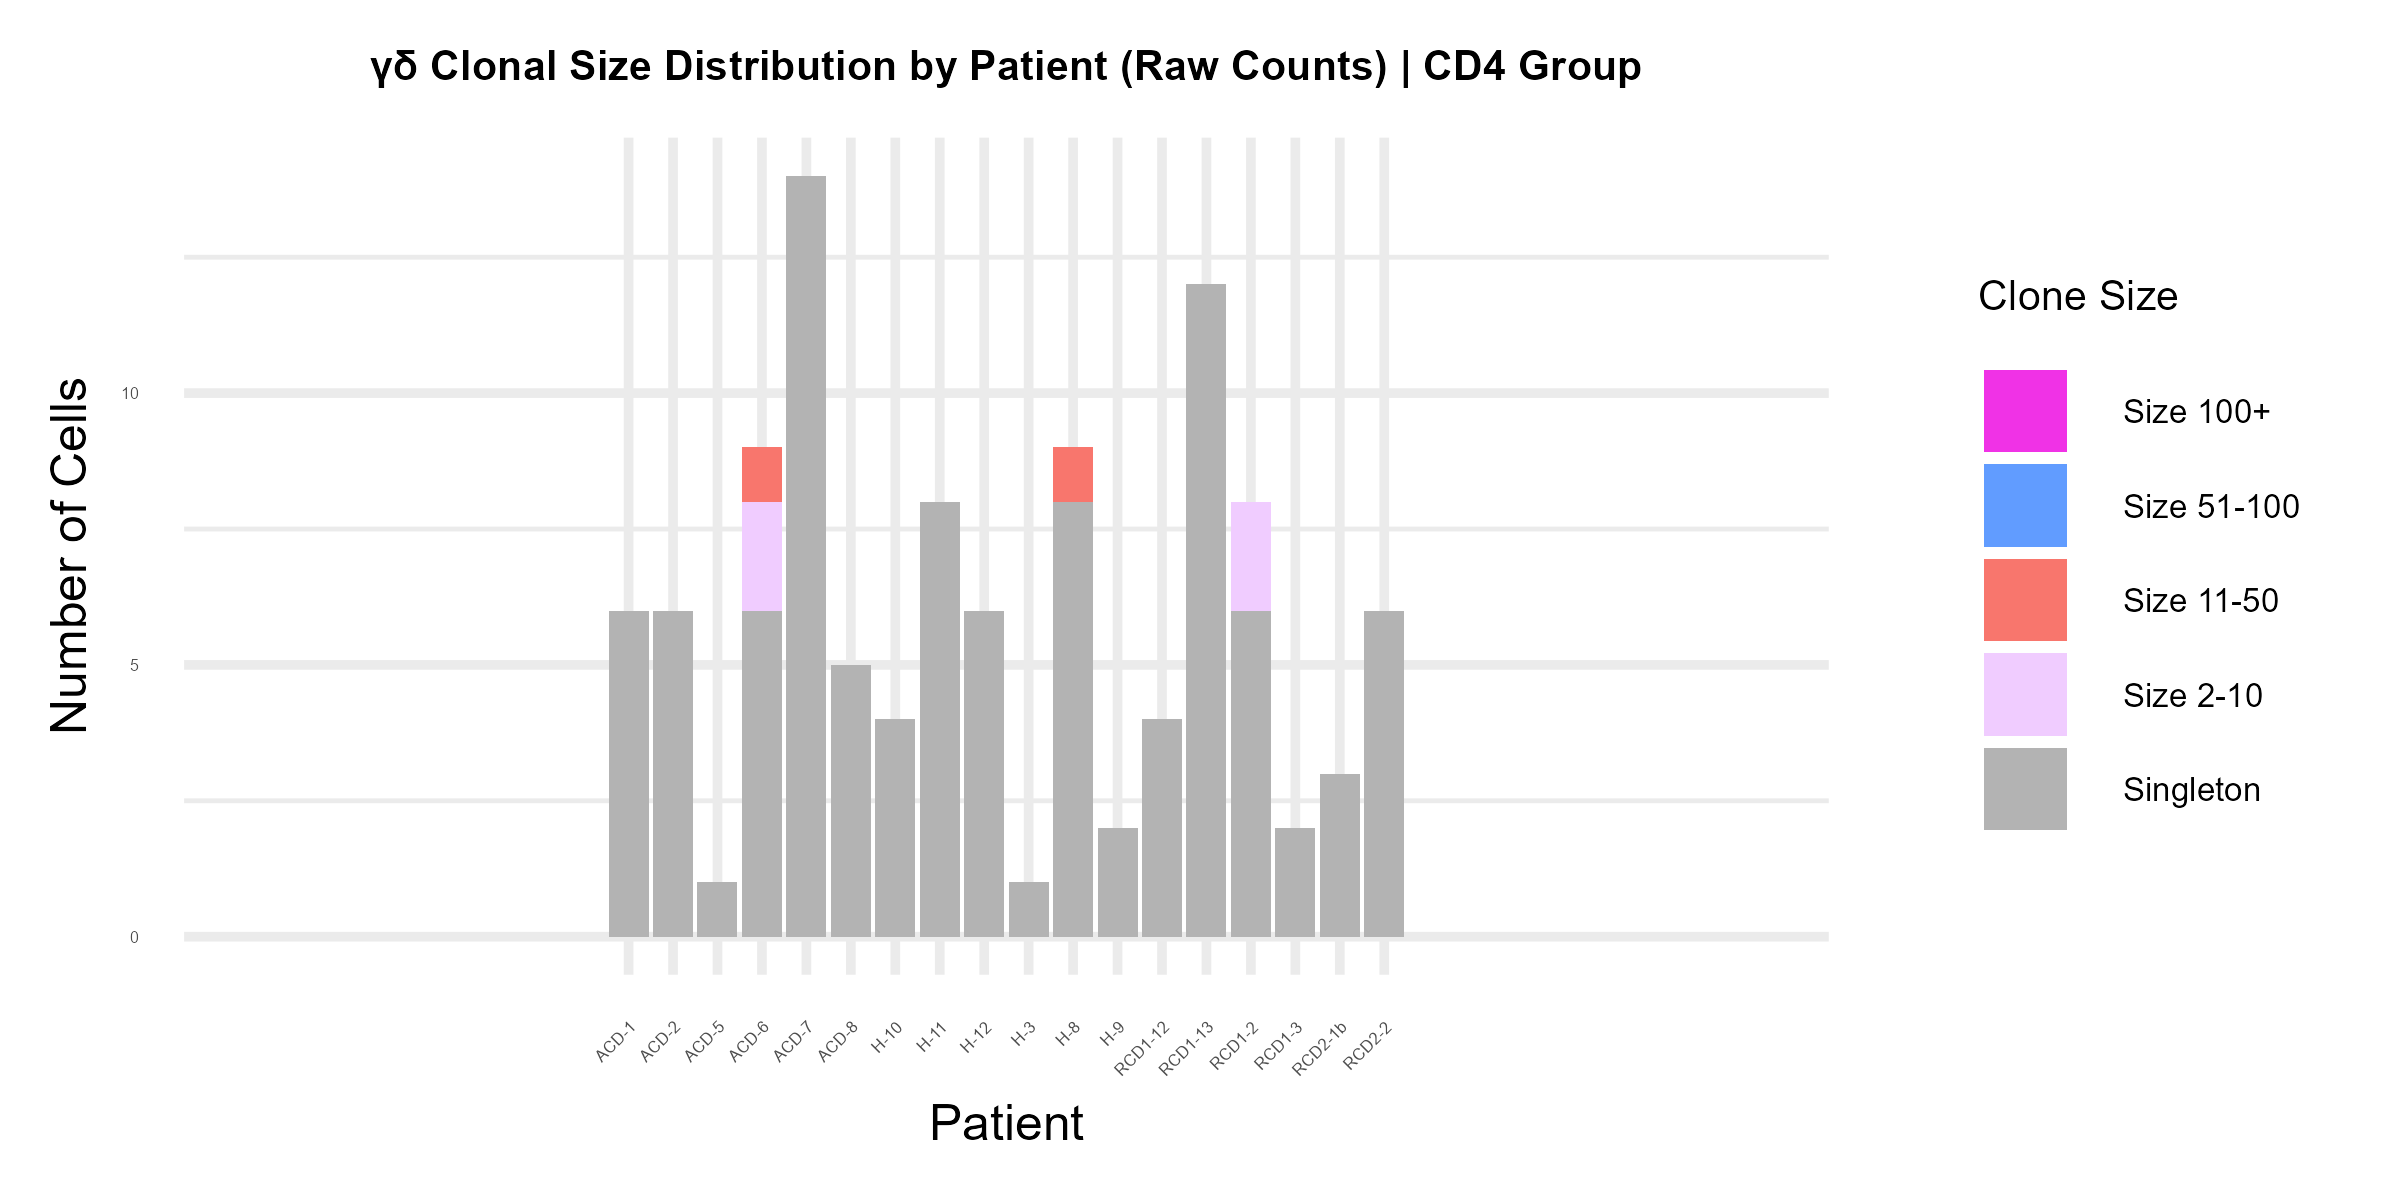 γδ Clonal Size Distribution by Patient (Raw Counts) | CD4 Group
Number of Cells
10
5
0
ACD-1
ACD-2
ACD-5
ACD-6
ACD-7
ACD-8
H-10
H-11
H-12
H-3
H-8
H-9
RCD1-12
RCD1-13
RCD1-2
RCD1-3
RCD2-1b
RCD2-2
Patient
Clone Size
Size 100+
Size 51-100
Size 11-50
Size 2-10
Singleton